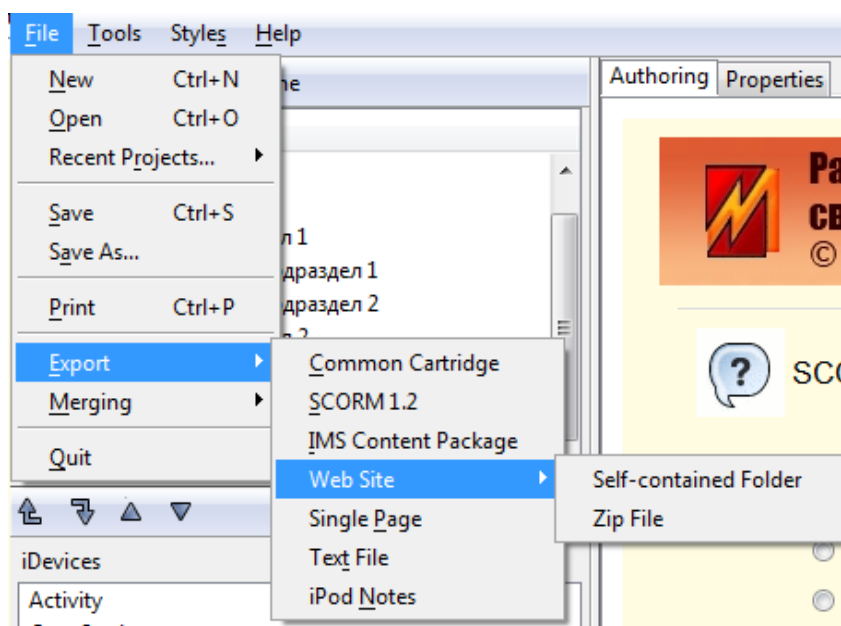 File Tools Styles Help
New Ctrl+N
Open Ctrl+O
Recent Projects...
Save Ctrl+S
Save As...
Print Ctrl+P
Export
Merging
Quit
Common Cartridge
SCORM 1.2
IMS Content Package
Web Site
Single Page
Text File
iPod Notes
Self-contained Folder
Zip File
л 1
драздел 1
драздел 2
iDevices
Activity
Authoring Properties
©
SCO